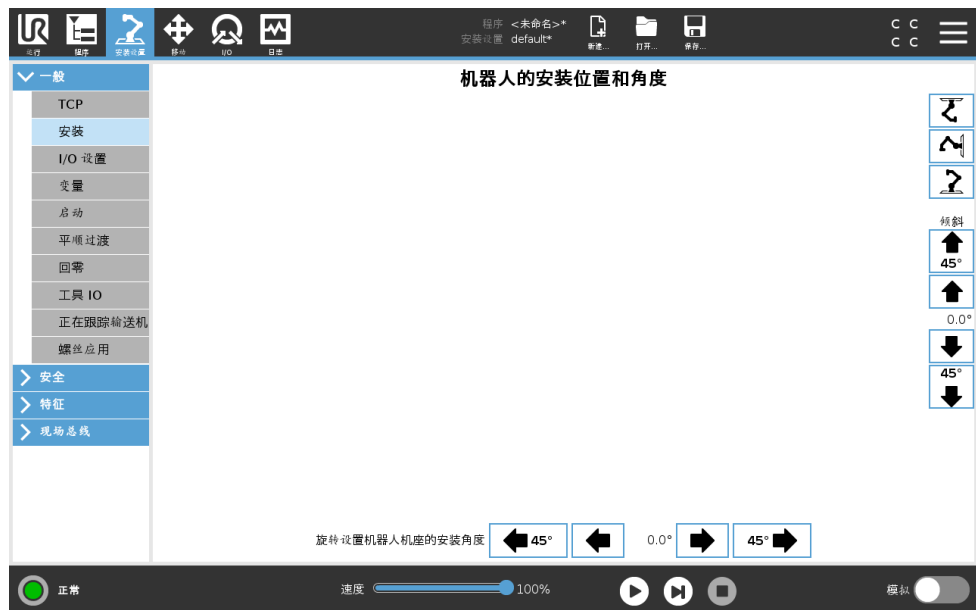 运行
程序
安装设置
移动
I/O
日志
程序 <未命名>*
安装设置 default*
新建...
打开...
保存...
C C
C C
一般
TCP
安装
I/O 设置
变量
启动
平顺过渡
回零
工具 IO
正在跟踪输送机
螺丝应用
安全
特征
现场总线
机器人的安装位置和角度
倾斜
45°
0.0°
45°
旋转设置机器人机座的安装角度
45°
0.0°
45°
正常
速度
100%
模拟